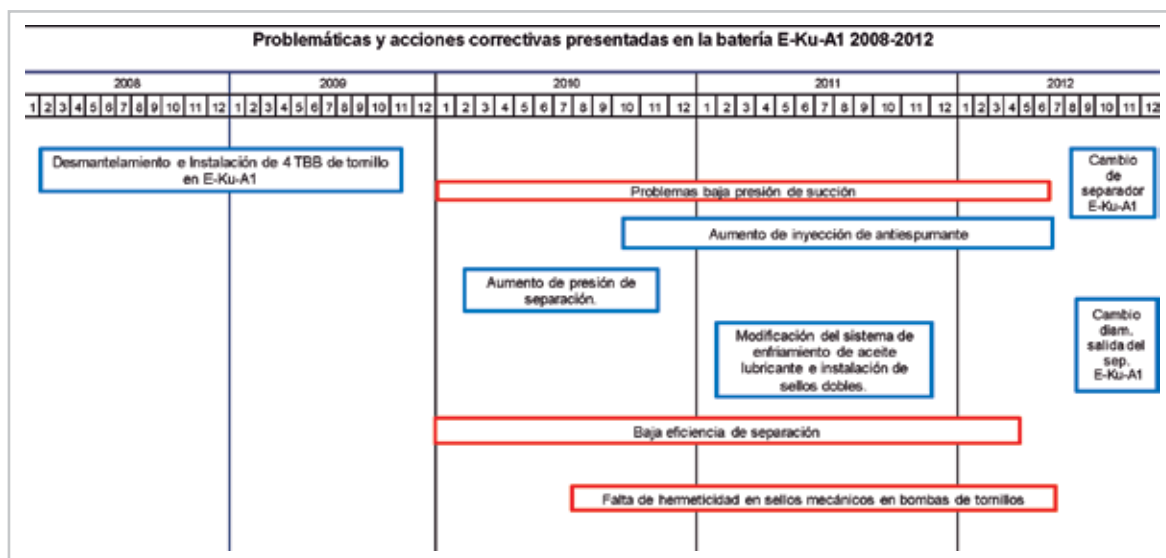 Problemáticas y acciones correctivas presentadas en la batería E-Ku-A1 2008-2012
2008 2009 2010 2011 2012
1 2 3 4 5 6 7 8 9 10 11 12 1 2 3 4 5 6 7 8 9 10 11 12 1 2 3 4 5 6 7 8 9 10 11 12 1 2 3 4 5 6 7 8 9 10 11 12 1 2 3 4 5 6 7 8 9 10 11 12
Desmantelamiento e Instalación de 4 TBB de tornillo
en E-Ku-A1
Problemas baja presión de succión
Cambio
de
separador
E-Ku-A1
Aumento de inyección de antiespumante
Aumento de presión de
separación.
Modificación del sistema de
enfriamiento de aceite
lubricante e instalación de
sellos dobles.
Cambio
diam.
salida del
sep.
E-Ku-A1
Baja eficiencia de separación
Falta de hermeticidad en sellos mecánicos en bombas de tornillos